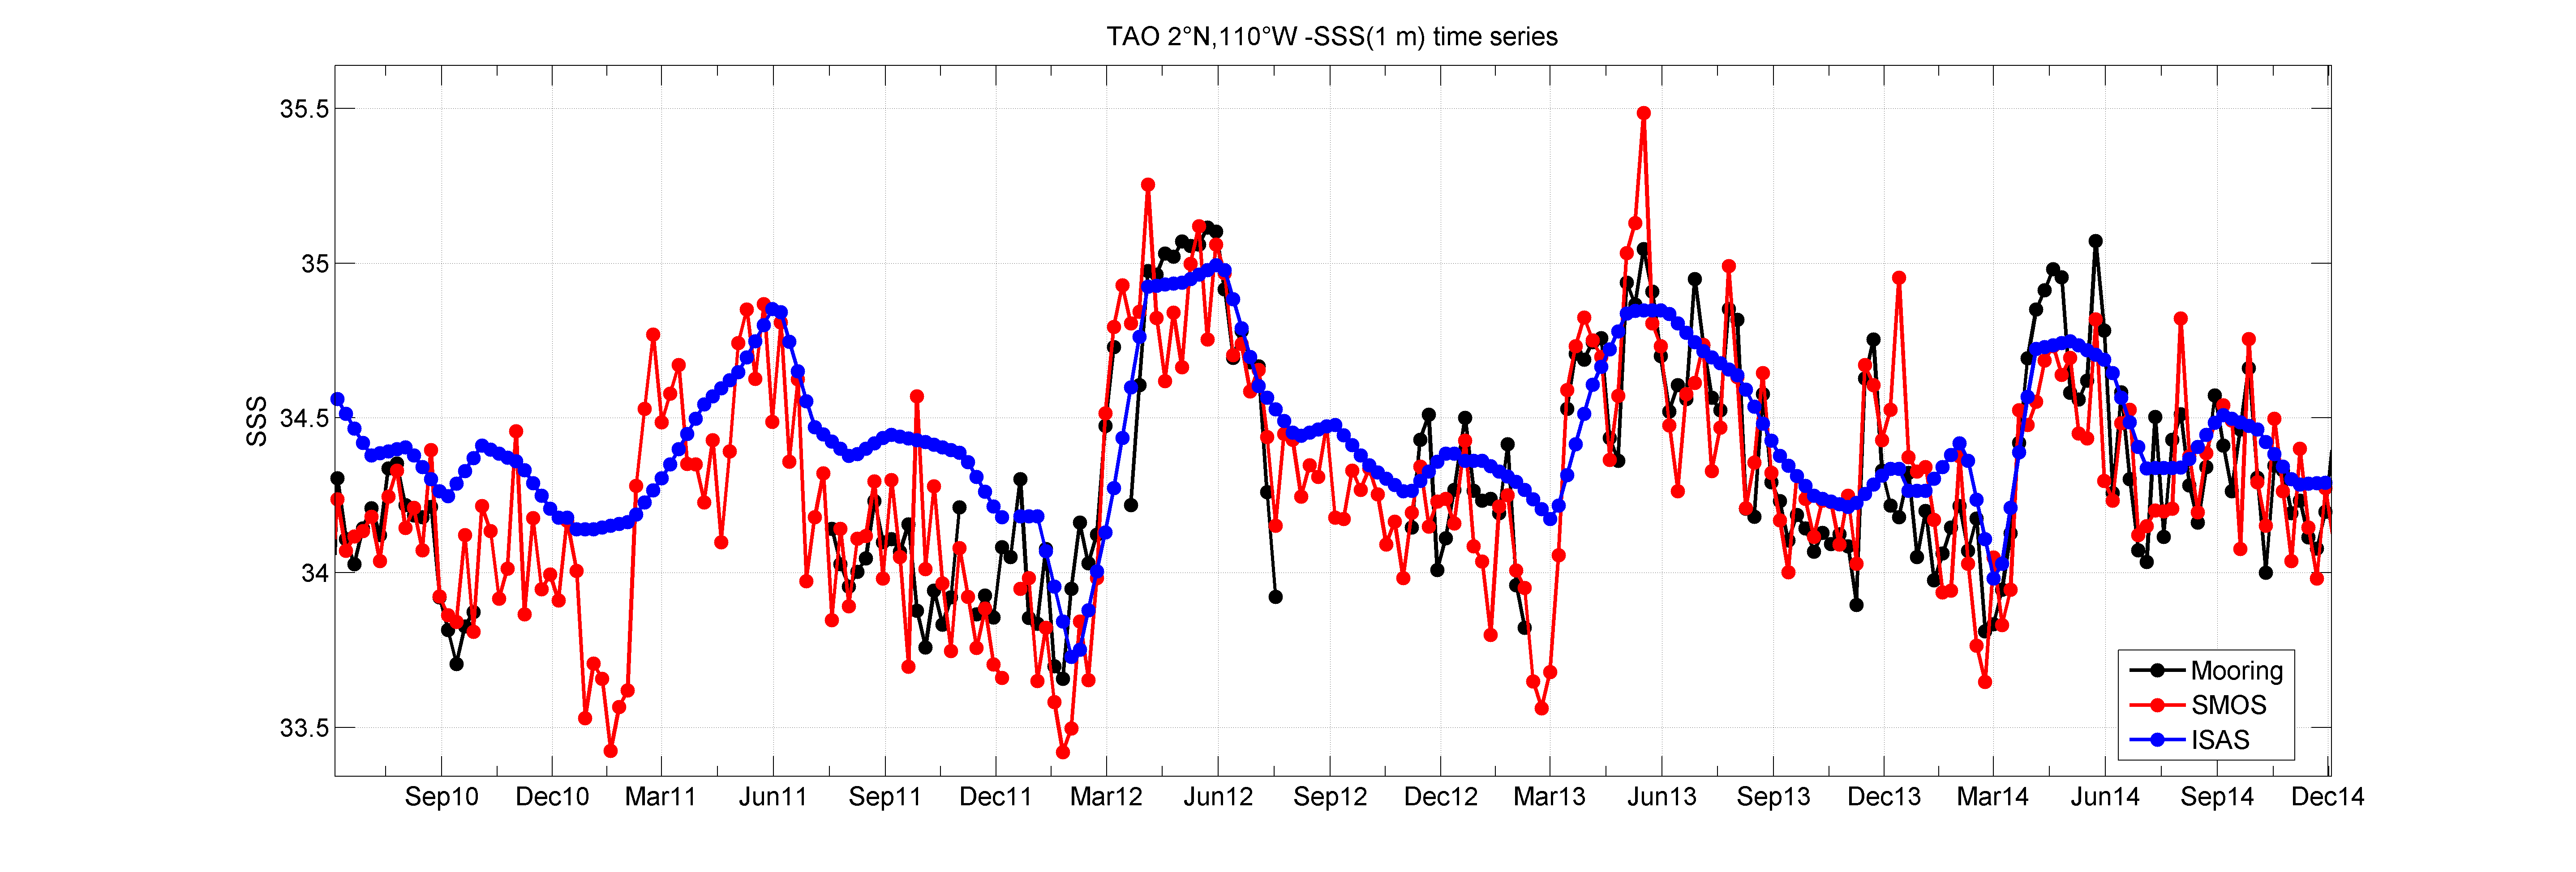 TAO 2°N,110°W -SSS(1 m) time series
35.5
35
34.5
34
33.5
SSS
Sep10 Dec10 Mar11 Jun11 Sep11 Dec11 Mar12 Jun12 Sep12 Dec12 Mar13 Jun13 Sep13 Dec13 Mar14 Jun14 Sep14 Dec14
Mooring
SMOS
ISAS